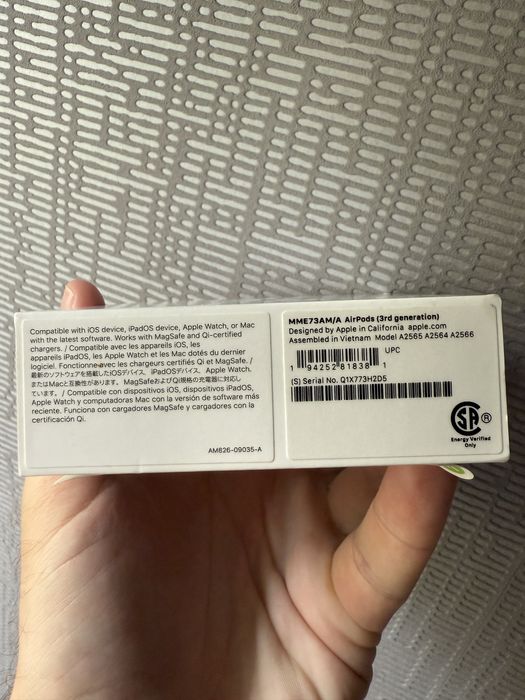 Compatible with iOS device, iPadOS device, Apple Watch, or Mac
with the latest software. Works with MagSafe and Qi-certified
chargers. / Compatible avec les appareils iOS, les
appareils iPadOS, les Apple Watch et les Mac dotés du dernier
logiciel. Fonctionne avec les chargeurs certifiés Qi et MagSafe. /
最新のソフトウェアを搭載したiOSデバイス、iPadOSデバイス、Apple Watch、
またはMacと互換性があります。MagSafeおよびQi規格の充電器に対応し
ています。/ Compatible con dispositivos iOS, dispositivos iPadOS,
Apple Watch y computadoras Mac con la versión de software más
reciente. Funciona con cargadores MagSafe y cargadores con la
certificación Qi.
AM826-09035-A
MME73AM/A AirPods (3rd generation)
Designed by Apple in California apple.com
Assembled in Vietnam Model A2565 A2564 A2566
UPC
1 94252 81838 1
(S) Serial No. Q1X773H2D5
SA ®
Energy Verified
Only